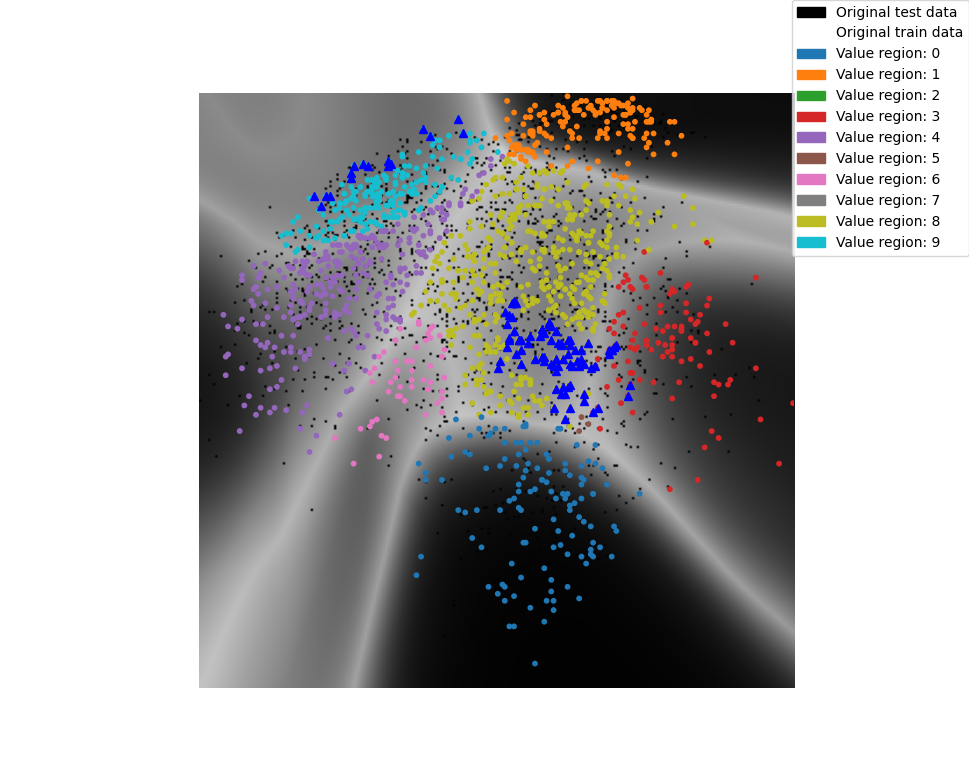 Original test data
Original train data
Value region: 0
Value region: 1
Value region: 2
Value region: 3
Value region: 4
Value region: 5
Value region: 6
Value region: 7
Value region: 8
Value region: 9